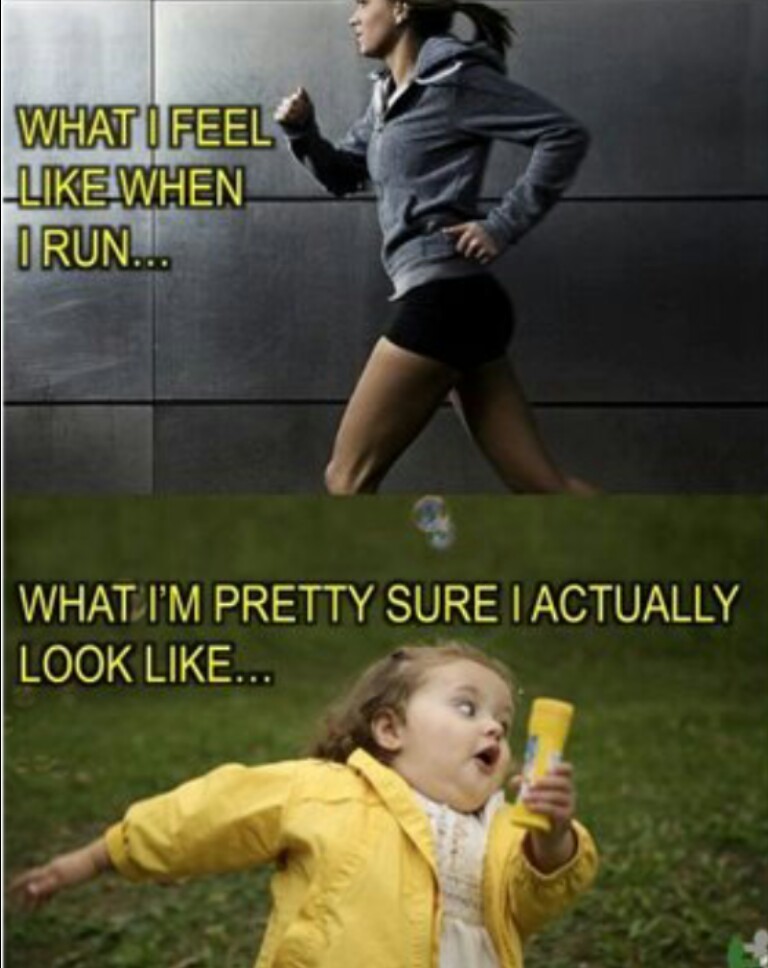 WHAT I FEEL
LIKE WHEN
I RUN...
WHAT I'M PRETTY SURE I ACTUALLY
LOOK LIKE...